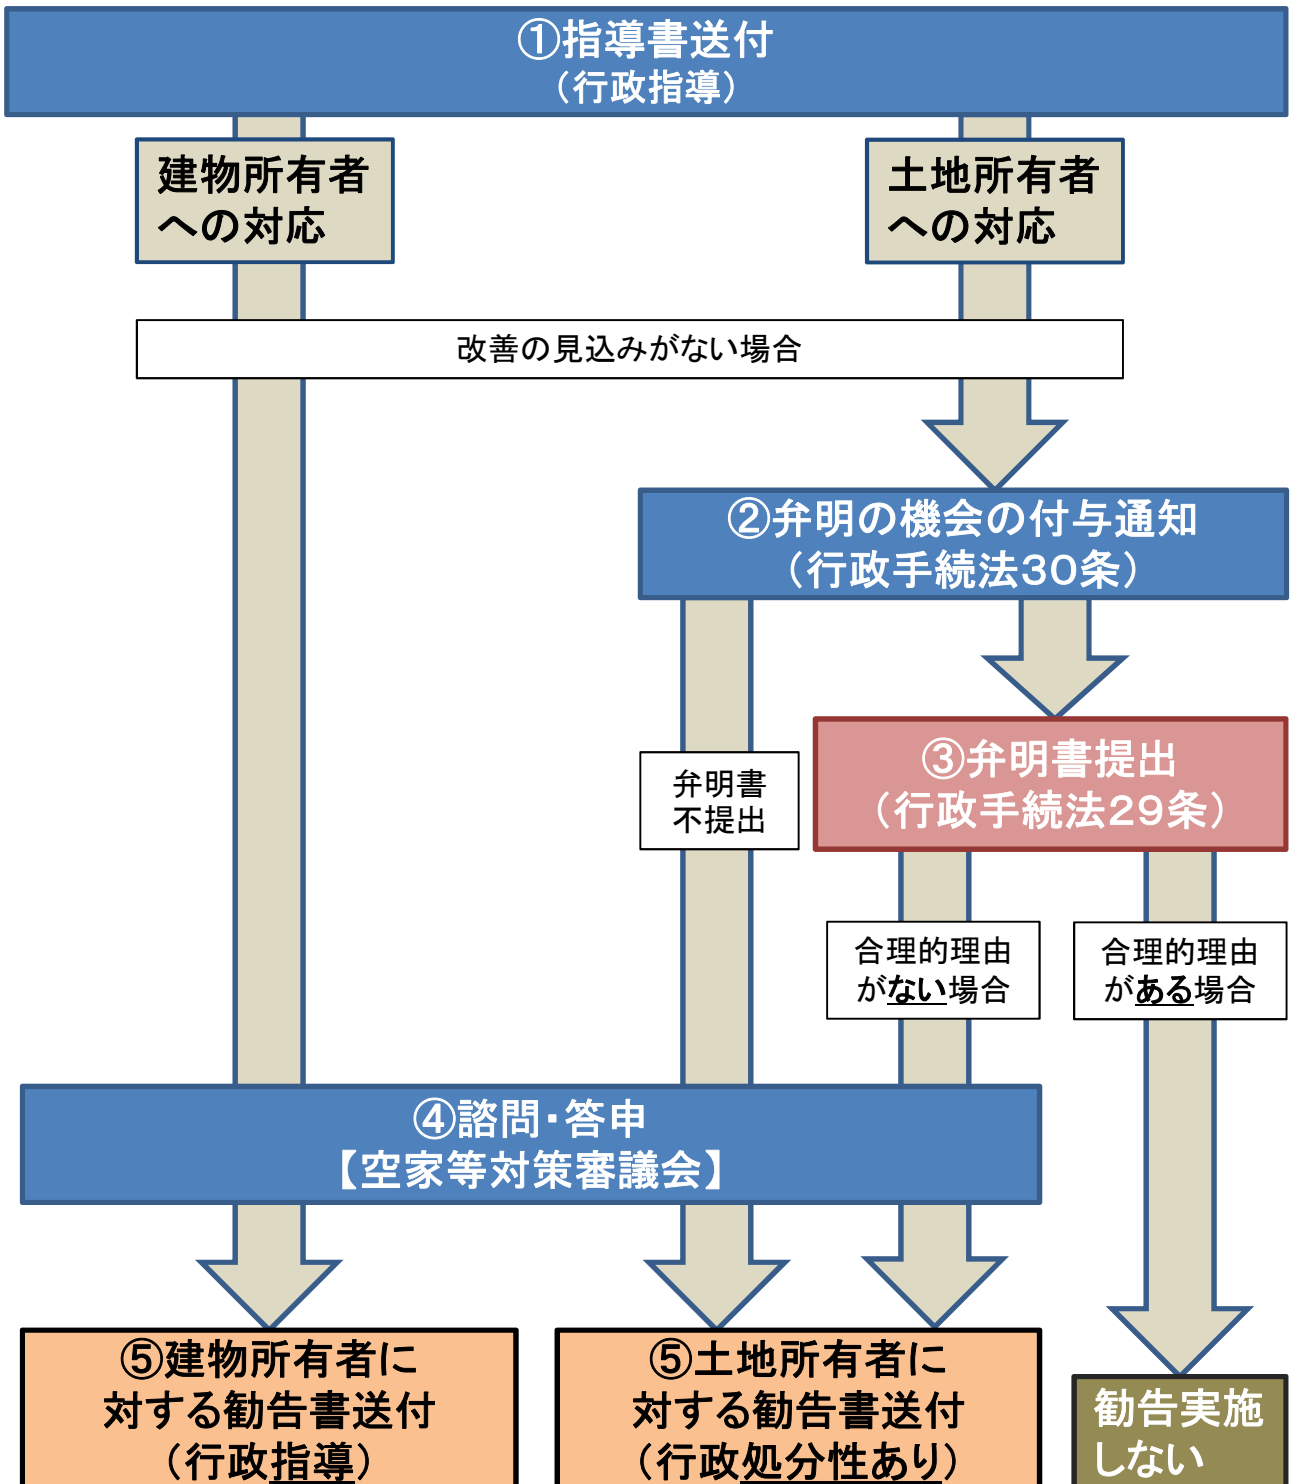 ①指導書送付
（行政指導）
建物所有者
への対応
土地所有者
への対応
改善の見込みがない場合
②弁明の機会の付与通知
（行政手続法30条）
弁明書
不提出
③弁明書提出
（行政手続法29条）
合理的理由
がない場合
合理的理由
がある場合
④諮問・答申
【空家等対策審議会】
⑤建物所有者に
対する勧告書送付
（行政指導）
⑤土地所有者に
対する勧告書送付
（行政処分性あり）
勧告実施
しない